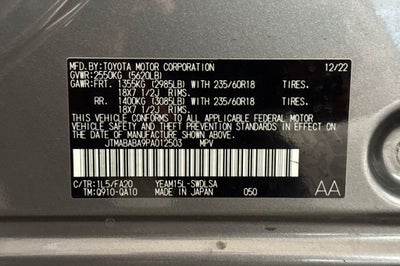 MFD. BY: TOYOTA MOTOR CORPORATION 12/22
GVWR: 2550KG (5620LB)
GAWR: FRT. 1355KG (2985LB) WITH 235/60R18 TIRES.
18X7 1/2J RIMS.
RR. 1400KG (3085LB) WITH 235/60R18 TIRES.
18X7 1/2J RIMS.
THIS VEHICLE CONFORMS TO ALL APPLICABLE
FEDERAL MOTOR VEHICLE SAFETY AND THEFT
PREVENTION STANDARDS IN EFFECT ON THE DATE
OF MANUFACTURE SHOWN ABOVE.
JTMABABA9PA012503 MPV
C/TR: 1L5/FA20 YEAM15L-SWDLSA
TM: Q910-QA10 MADE IN JAPAN 050 AA